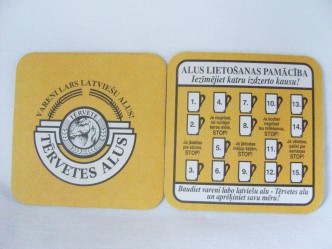 VARENI LABS LATVIEŠU ALUS!
TĒRVETE
TĒRVETES ALUS
ALUS LIETOŠANAS PAMĀCĪBA
Iezīmējiet katru izdzerto kausu!
1. 4. 7. 10. 13.
2. STOP! 8. STOP! 14.
STOP! 5. STOP! 11. STOP!
3. 6. 9. 12. 15.
Baudiet vareni labo latviešu alu - Tērvetes alu
un aprēķiniet savu mēru!